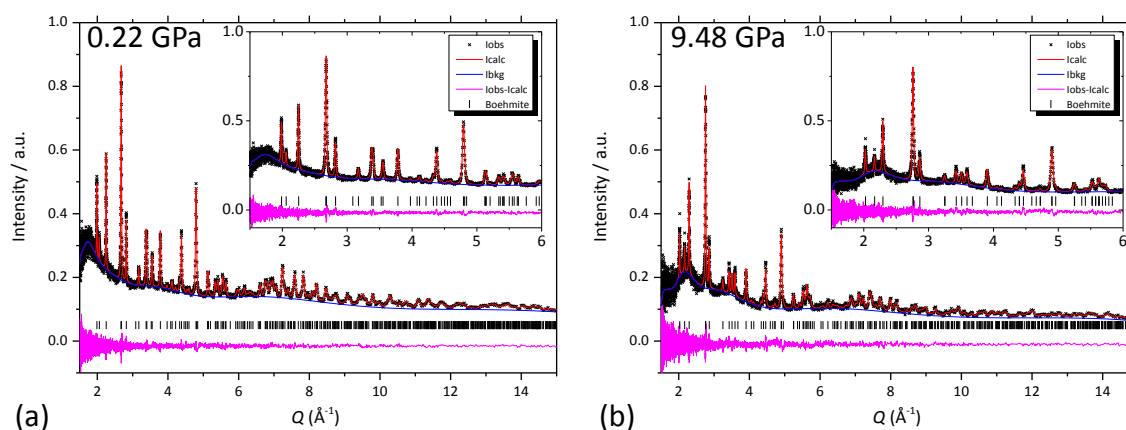 0.22 GPa
1.0
0.8
0.6
0.4
0.2
0.0
Intensity / a.u.
2
4
6
8
10
12
14
Q (Å⁻¹)
(a)
1.0
0.5
0.0
2
3
4
5
6
Iobs
Icalc
Ibkg
Iobs-Icalc
Boehmite
9.48 GPa
1.0
0.8
0.6
0.4
0.2
0.0
Intensity / a.u.
2
4
6
8
10
12
14
Q (Å⁻¹)
(b)
1.0
0.5
0.0
2
3
4
5
6
Iobs
Icalc
Ibkg
Iobs-Icalc
Boehmite